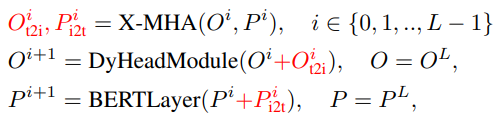 O^i_{t2i}, P^i_{i2t} = X-MHA(O^i, P^i), i ∈ {0, 1, .., L − 1}
O^{i+1} = DyHeadModule(O^i+O^i_{t2i}), O = O^L,
P^{i+1} = BERTLayer(P^i+P^i_{i2t}), P = P^L,